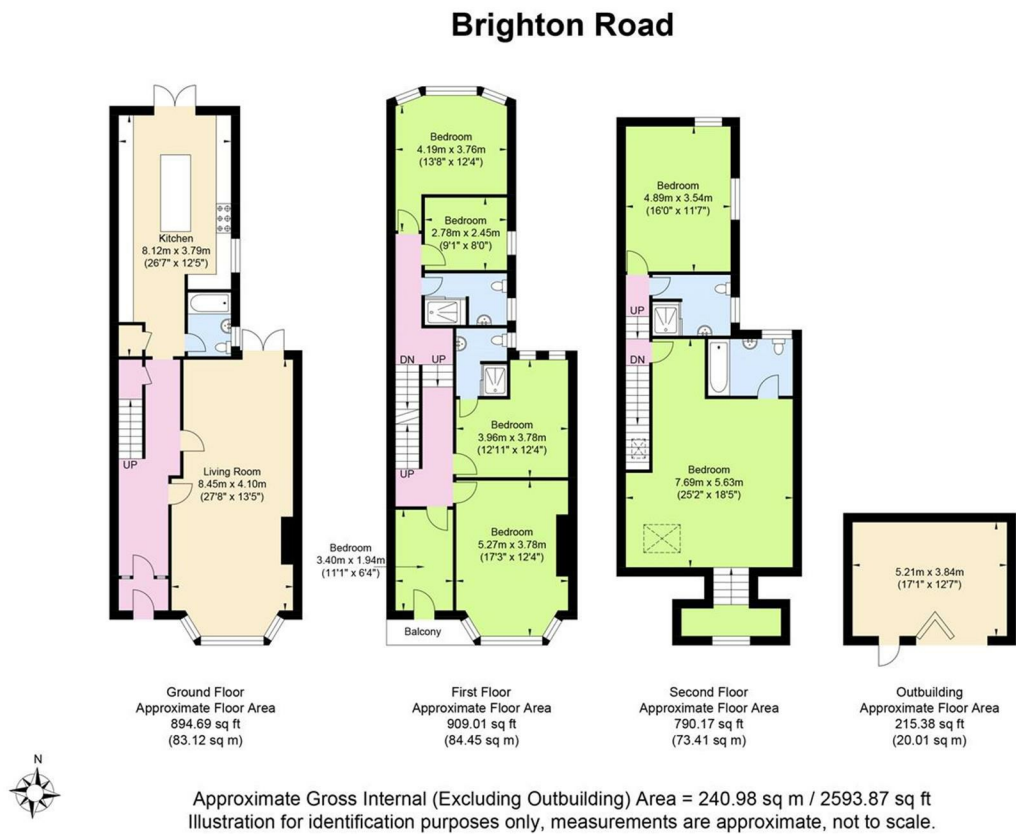 Brighton Road
Kitchen
8.12m x 3.79m
(26'7" x 12'5")
UP
Living Room
8.45m x 4.10m
(27'8" x 13'5")
Ground Floor
Approximate Floor Area
894.69 sq ft
(83.12 sq m)
Bedroom
4.19m x 3.76m
(13'8" x 12'4")
Bedroom
2.78m x 2.45m
(9'1" x 8'0")
DN UP
UP
Bedroom
3.96m x 3.78m
(12'11" x 12'4")
Bedroom
3.40m x 1.94m
(11'1" x 6'4")
Bedroom
5.27m x 3.78m
(17'3" x 12'4")
Balcony
First Floor
Approximate Floor Area
909.01 sq ft
(84.45 sq m)
Bedroom
4.89m x 3.54m
(16'0" x 11'7")
UP
DN
Bedroom
7.69m x 5.63m
(25'2" x 18'5")
Second Floor
Approximate Floor Area
790.17 sq ft
(73.41 sq m)
5.21m x 3.84m
(17'1" x 12'7")
Outbuilding
Approximate Floor Area
215.38 sq ft
(20.01 sq m)
N
Approximate Gross Internal (Excluding Outbuilding) Area = 240.98 sq m / 2593.87 sq ft
Illustration for identification purposes only, measurements are approximate, not to scale.